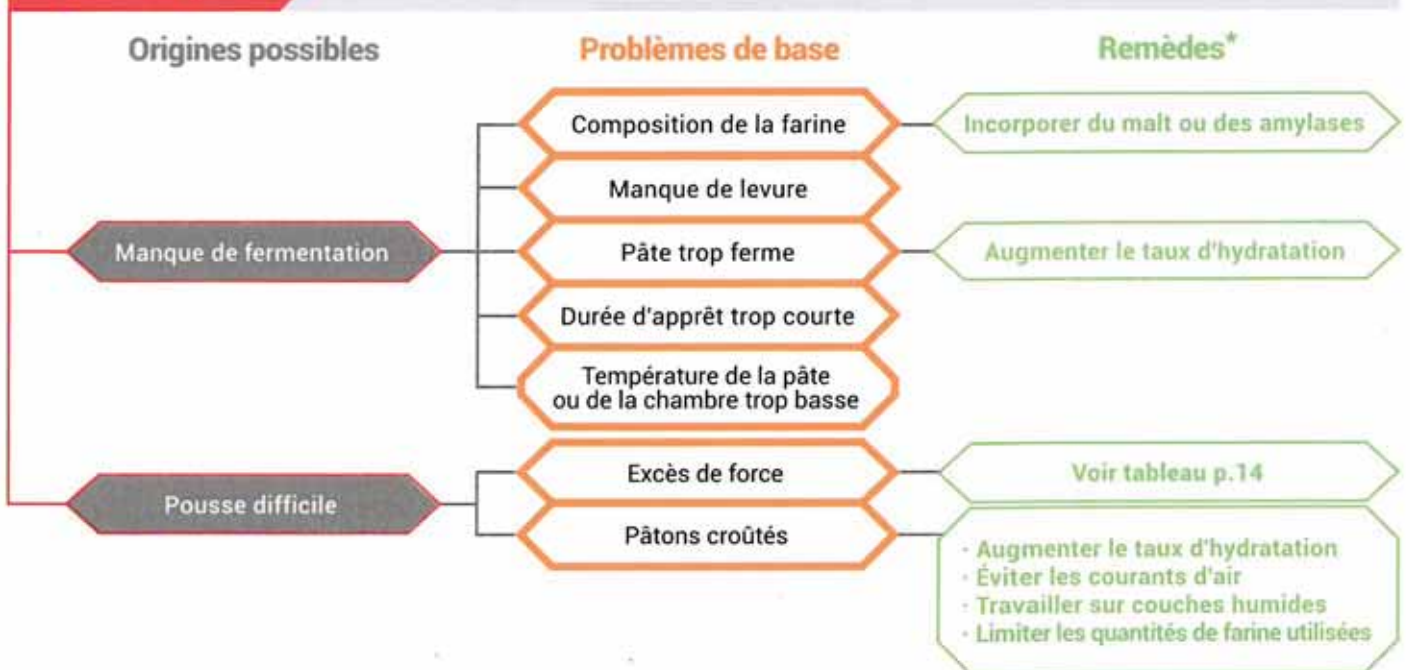 Origines possibles
Problèmes de base
Remèdes*
Manque de fermentation
Composition de la farine
Incorporer du malt ou des amylases
Manque de levure
Pâte trop ferme
Augmenter le taux d'hydratation
Durée d'apprêt trop courte
Température de la pâte
ou de la chambre trop basse
Pousse difficile
Excès de force
Voir tableau p.14
Pâtons croûtés
· Augmenter le taux d'hydratation
· Éviter les courants d'air
· Travailler sur couches humides
· Limiter les quantités de farine utilisées